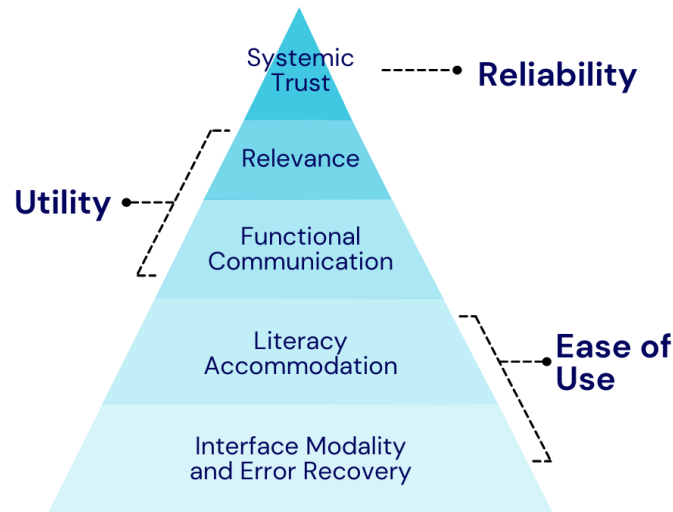 Systemic
Trust
Reliability
Relevance
Utility
Functional
Communication
Literacy
Accommodation
Ease of
Use
Interface Modality
and Error Recovery